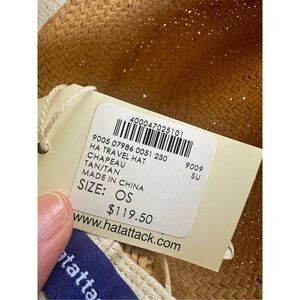 400047025101
9005 07986 0051 230 9009
HA TRAVEL HAT SU
CHAPEAU
TAN/TAN
MADE IN CHINA
SIZE: OS
$119.50
www.hatattack.com